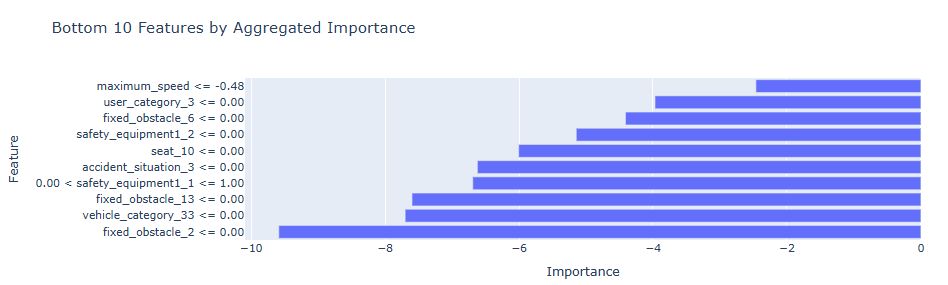 Bottom 10 Features by Aggregated Importance
maximum_speed <= -0.48
user_category_3 <= 0.00
fixed_obstacle_6 <= 0.00
safety_equipment1_2 <= 0.00
seat_10 <= 0.00
accident_situation_3 <= 0.00
0.00 < safety_equipment1_1 <= 1.00
fixed_obstacle_13 <= 0.00
vehicle_category_33 <= 0.00
fixed_obstacle_2 <= 0.00
Feature
−10 −8 −6 −4 −2 0
Importance